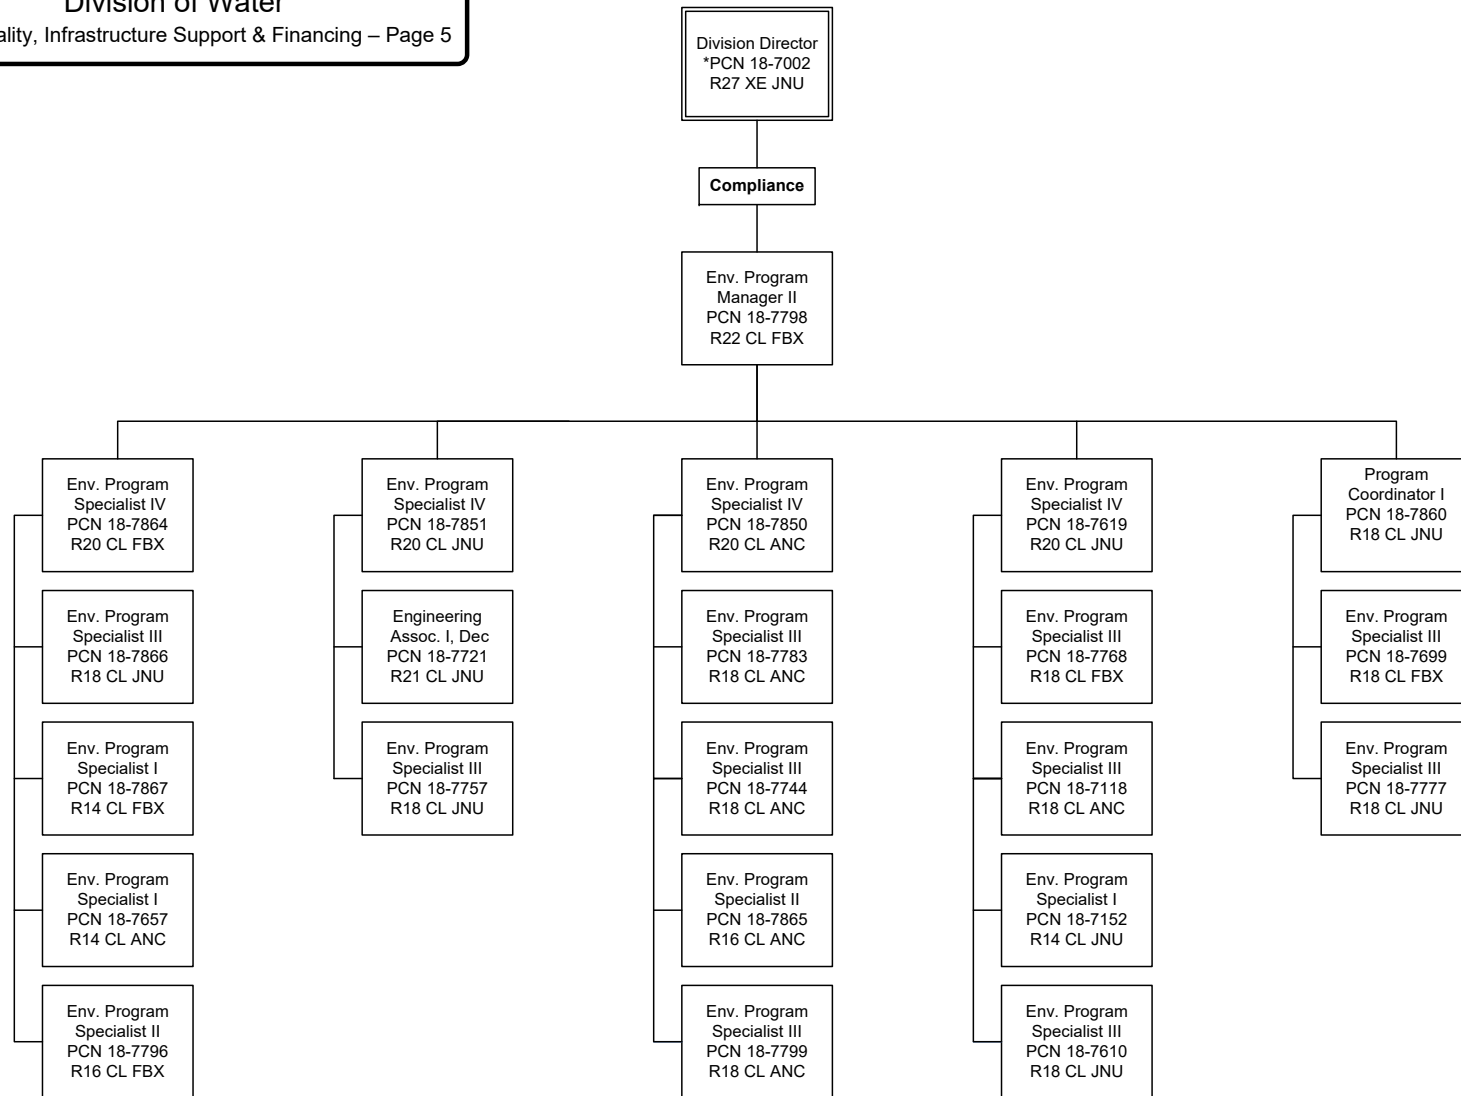 Division of Water
ality, Infrastructure Support & Financing – Page 5
Division Director
*PCN 18-7002
R27 XE JNU
Compliance
Env. Program
Manager II
PCN 18-7798
R22 CL FBX
Env. Program
Specialist IV
PCN 18-7864
R20 CL FBX
Env. Program
Specialist III
PCN 18-7866
R18 CL JNU
Env. Program
Specialist I
PCN 18-7867
R14 CL FBX
Env. Program
Specialist I
PCN 18-7657
R14 CL ANC
Env. Program
Specialist II
PCN 18-7796
R16 CL FBX
Env. Program
Specialist IV
PCN 18-7851
R20 CL JNU
Engineering
Assoc. I, Dec
PCN 18-7721
R21 CL JNU
Env. Program
Specialist III
PCN 18-7757
R18 CL JNU
Env. Program
Specialist IV
PCN 18-7850
R20 CL ANC
Env. Program
Specialist III
PCN 18-7783
R18 CL ANC
Env. Program
Specialist III
PCN 18-7744
R18 CL ANC
Env. Program
Specialist II
PCN 18-7865
R16 CL ANC
Env. Program
Specialist III
PCN 18-7799
R18 CL ANC
Env. Program
Specialist IV
PCN 18-7619
R20 CL JNU
Env. Program
Specialist III
PCN 18-7768
R18 CL FBX
Env. Program
Specialist III
PCN 18-7118
R18 CL ANC
Env. Program
Specialist I
PCN 18-7152
R14 CL JNU
Env. Program
Specialist III
PCN 18-7610
R18 CL JNU
Program
Coordinator I
PCN 18-7860
R18 CL JNU
Env. Program
Specialist III
PCN 18-7699
R18 CL FBX
Env. Program
Specialist III
PCN 18-7777
R18 CL JNU